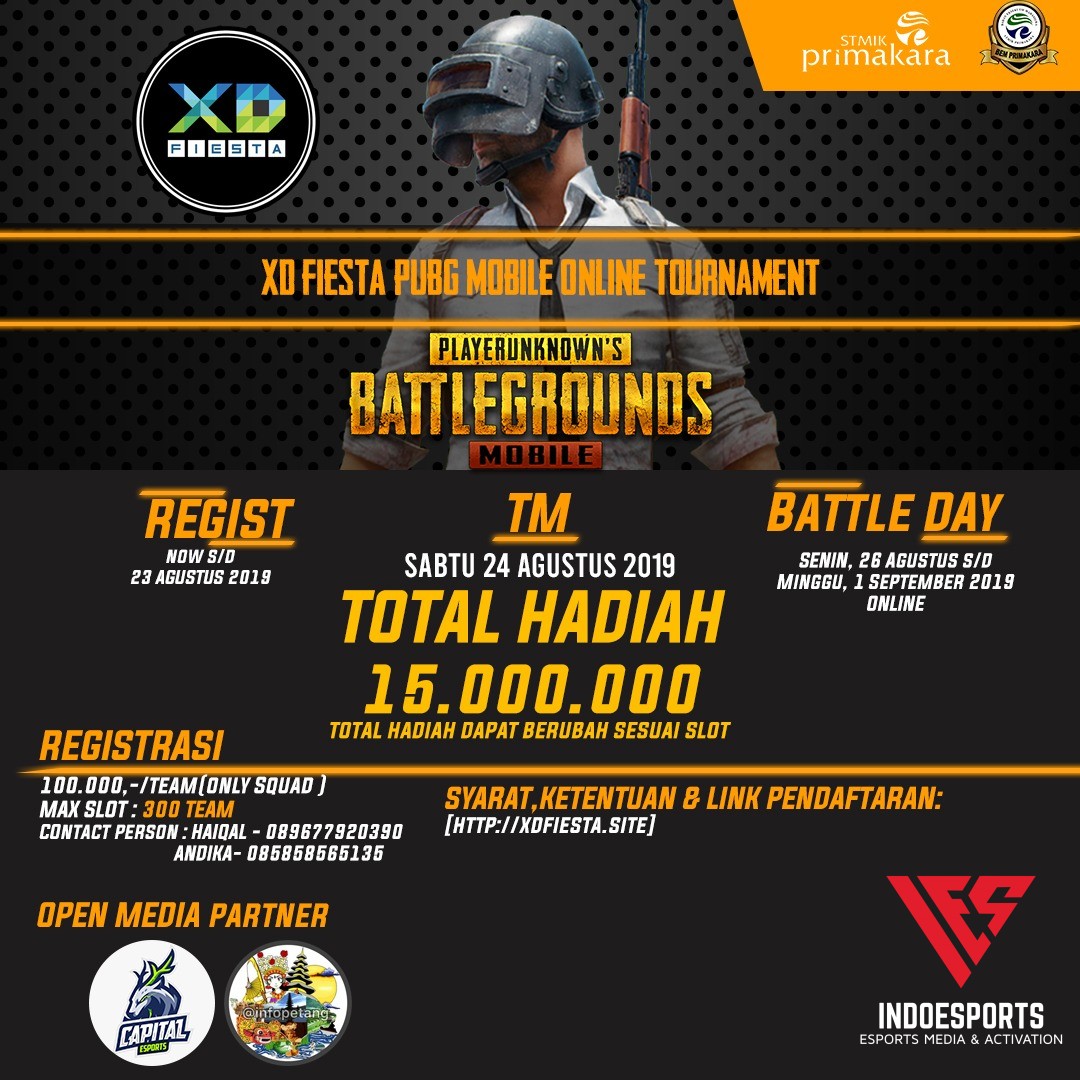 STMIK
primakara
BEM PRIMAKARA
XD
FIESTA
XD FIESTA PUBG MOBILE ONLINE TOURNAMENT
PLAYERUNKNOWN'S
BATTLEGROUNDS
MOBILE
REGIST
NOW S/D
23 AGUSTUS 2019
TM
SABTU 24 AGUSTUS 2019
BATTLE DAY
SENIN, 26 AGUSTUS S/D
MINGGU, 1 SEPTEMBER 2019
ONLINE
TOTAL HADIAH
15.000.000
TOTAL HADIAH DAPAT BERUBAH SESUAI SLOT
REGISTRASI
100.000,-/TEAM(ONLY SQUAD )
MAX SLOT : 300 TEAM
CONTACT PERSON : HAIQAL - 089677920390
ANDIKA- 085858565135
SYARAT,KETENTUAN & LINK PENDAFTARAN:
[HTTP://XDFIESTA.SITE]
OPEN MEDIA PARTNER
CAPITAL
ESPORTS
@infopetang
IES
INDOESPORTS
ESPORTS MEDIA & ACTIVATION